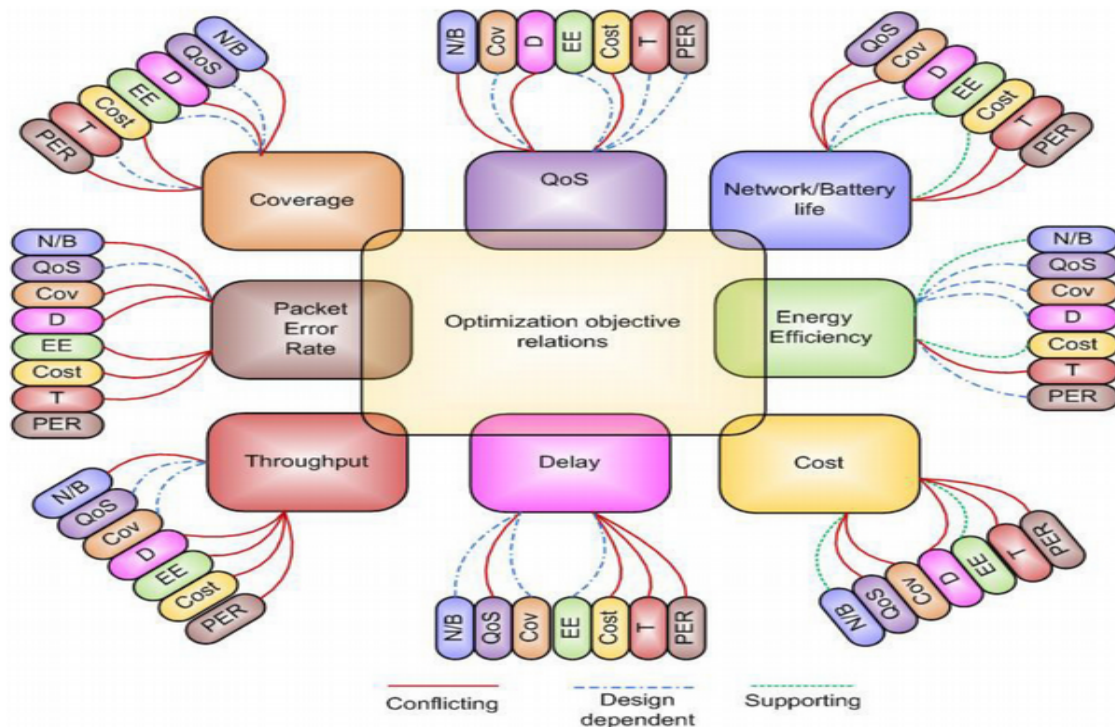 N/B
QoS
D
EE
Cost
T
PER
Coverage
N/B
Cov
D
EE
Cost
T
PER
QoS
QoS
Cov
D
EE
Cost
T
PER
Network/Battery
life
N/B
QoS
Cov
D
EE
Cost
T
PER
Packet
Error
Rate
Optimization objective
relations
Energy
Efficiency
N/B
QoS
Cov
D
Cost
T
PER
Throughput
N/B
QoS
Cov
D
EE
Cost
PER
Delay
N/B
QoS
Cov
EE
Cost
T
PER
Cost
N/B
QoS
Cov
D
EE
T
PER
Conflicting
Design
dependent
Supporting